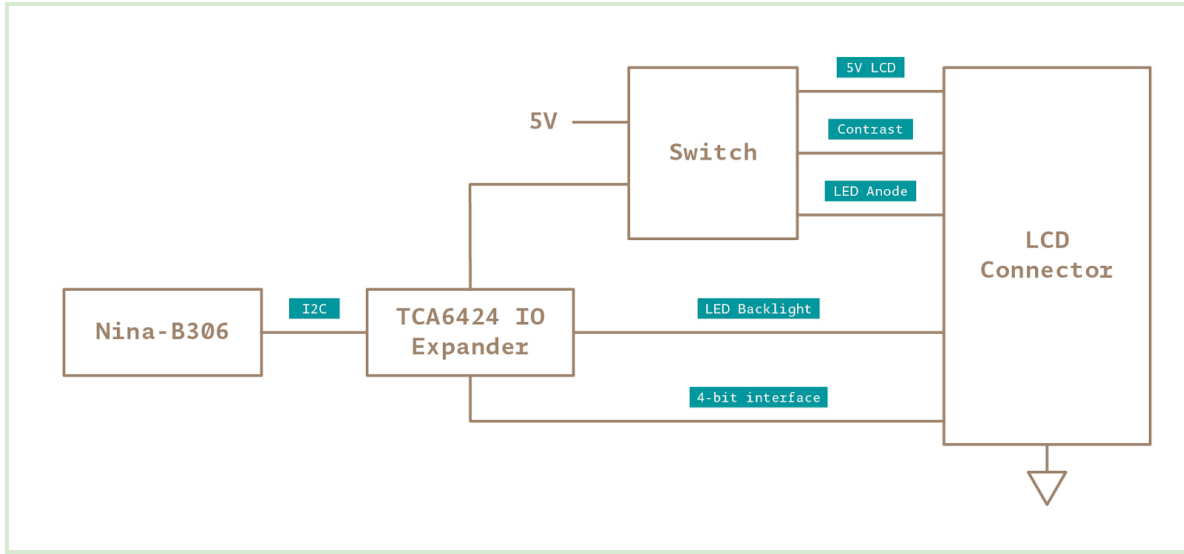 5V LCD
5V
Contrast
Switch
LED Anode
LCD
Connector
Nina-B306
I2C
TCA6424 IO
Expander
LED Backlight
4-bit interface